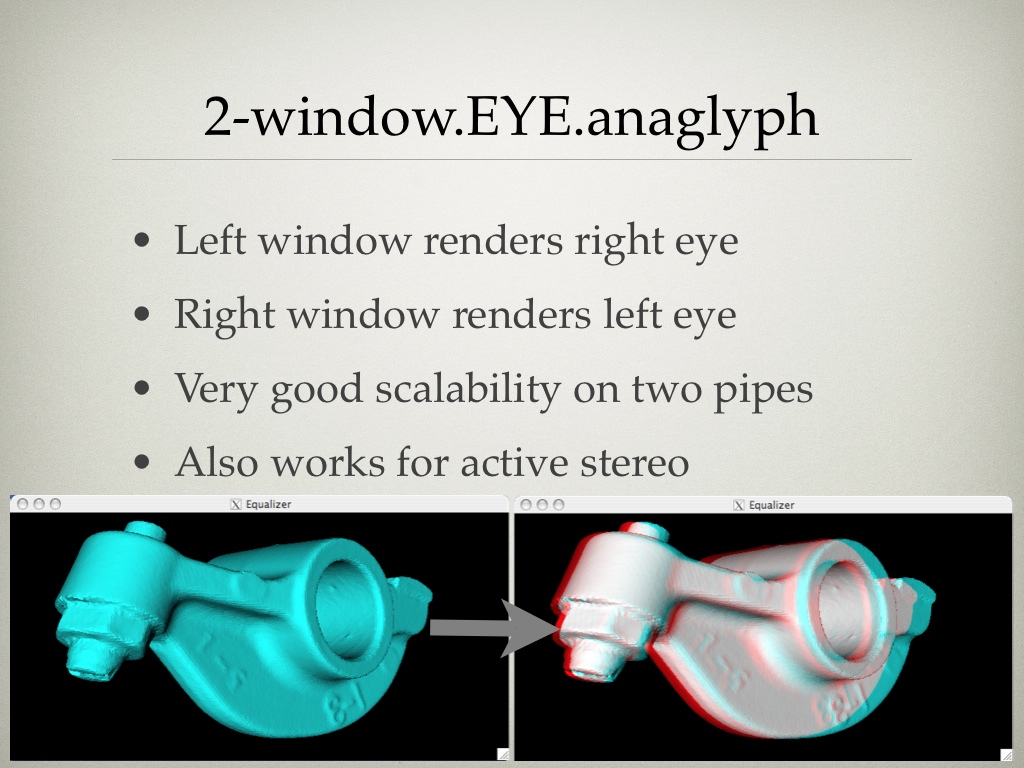 2-window.EYE.anaglyph
• Left window renders right eye
• Right window renders left eye
• Very good scalability on two pipes
• Also works for active stereo
X Equalizer
X Equalizer